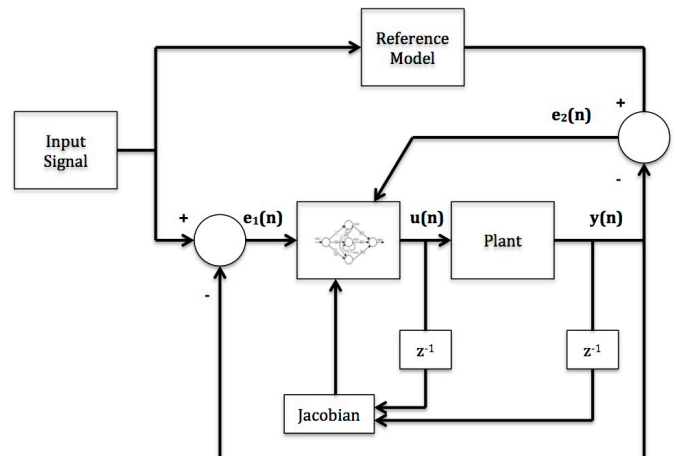 Reference
Model
+
e₂(n)
Input
Signal
-
+
e₁(n)
u(n)
Plant
y(n)
-
z⁻¹
z⁻¹
Jacobian